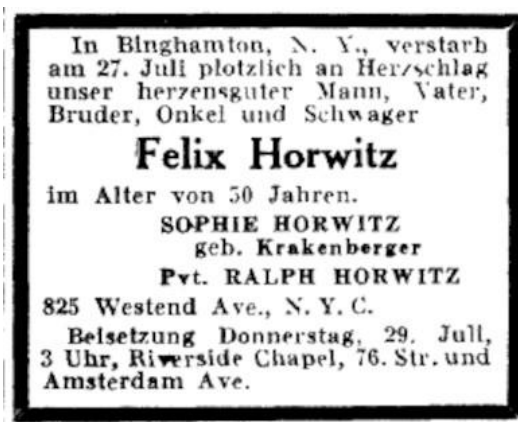 In Binghamton, N. Y., verstarb
am 27. Juli plotzlich an Herzschlag
unser herzensguter Mann, Vater,
Bruder, Onkel und Schwager
Felix Horwitz
im Alter von 50 Jahren.
SOPHIE HORWITZ
geb. Krakenberger
Pvt. RALPH HORWITZ
825 Westend Ave., N. Y. C.
Beisetzung Donnerstag, 29. Juli,
3 Uhr, Riverside Chapel, 76. Str. und
Amsterdam Ave.